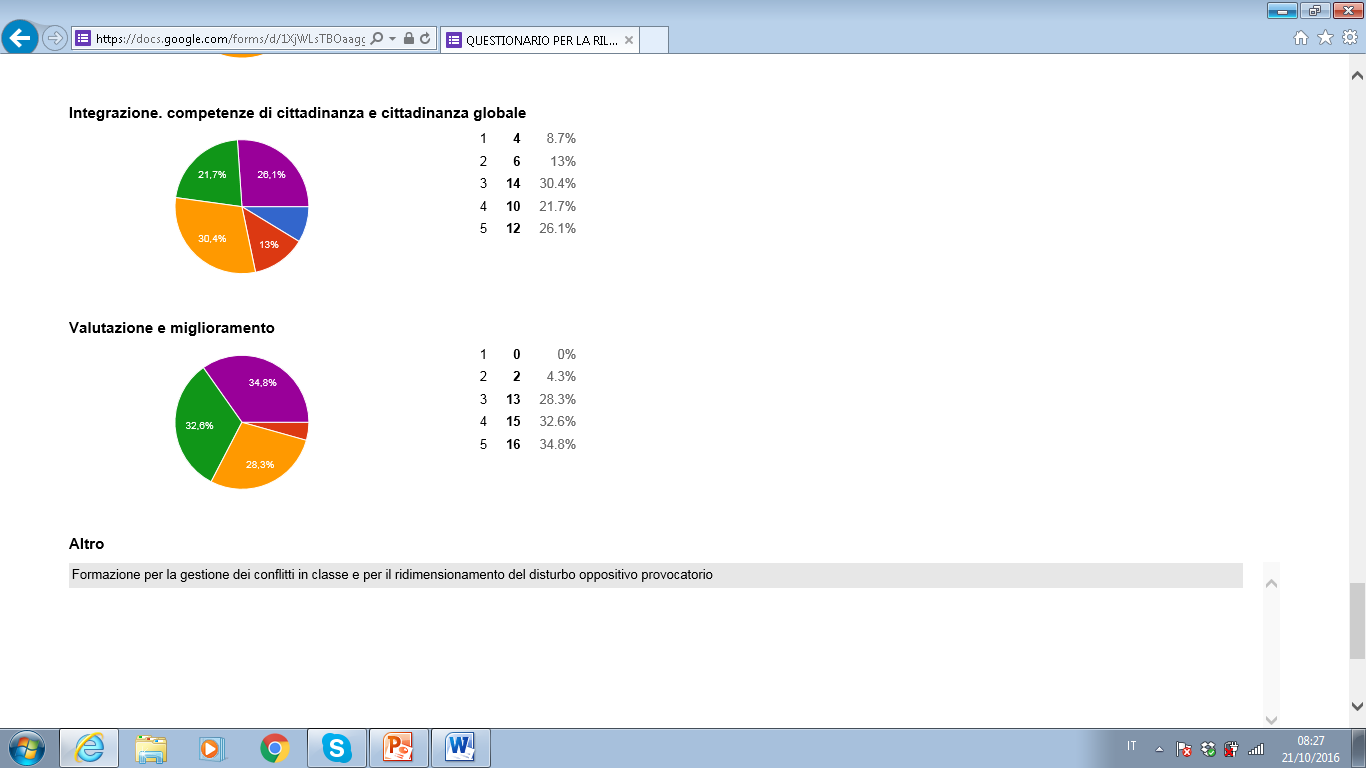 https://docs.google.com/forms/d/1XjWLsTBOaagg
QUESTIONARIO PER LA RIL...
Integrazione. competenze di cittadinanza e cittadinanza globale
21,7%
26,1%
30,4%
13%
1 4 8.7%
2 6 13%
3 14 30.4%
4 10 21.7%
5 12 26.1%
Valutazione e miglioramento
34,8%
32,6%
28,3%
1 0 0%
2 2 4.3%
3 13 28.3%
4 15 32.6%
5 16 34.8%
Altro
Formazione per la gestione dei conflitti in classe e per il ridimensionamento del disturbo oppositivo provocatorio
IT
08:27
21/10/2016